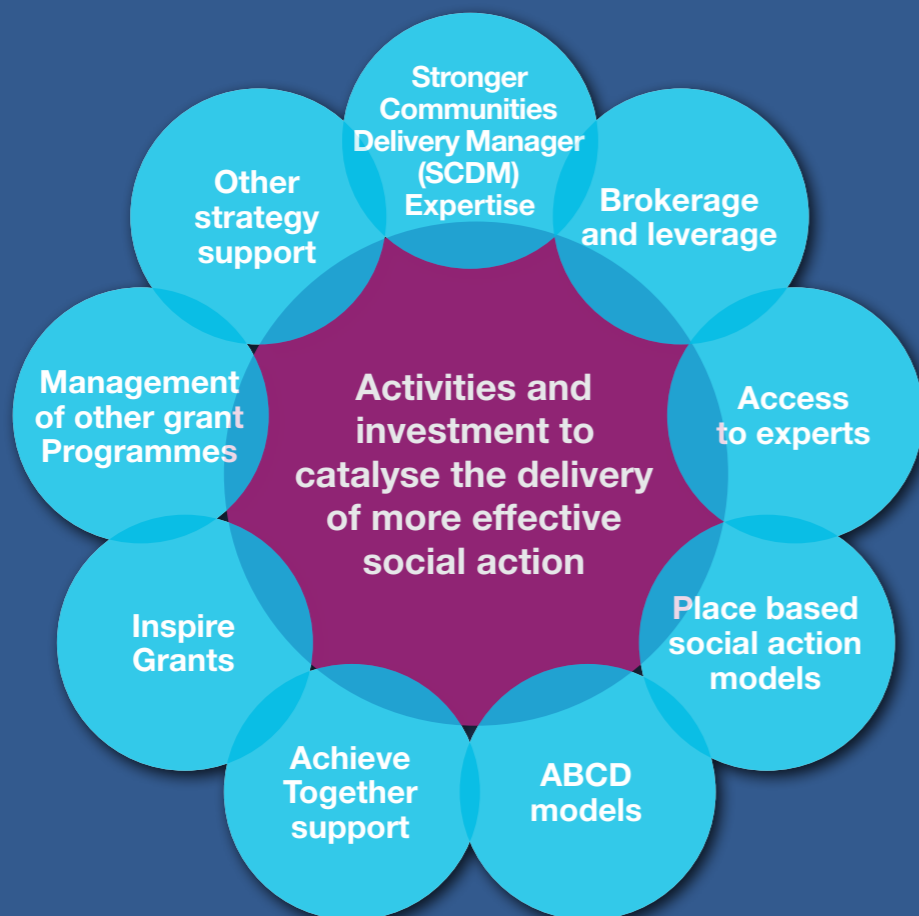 Stronger
Communities
Delivery Manager
(SCDM)
Expertise
Brokerage
and leverage
Access
to experts
Place based
social action
models
ABCD
models
Achieve
Together
support
Inspire
Grants
Management
of other grant
Programmes
Other
strategy
support
Activities and
investment to
catalyse the delivery
of more effective
social action